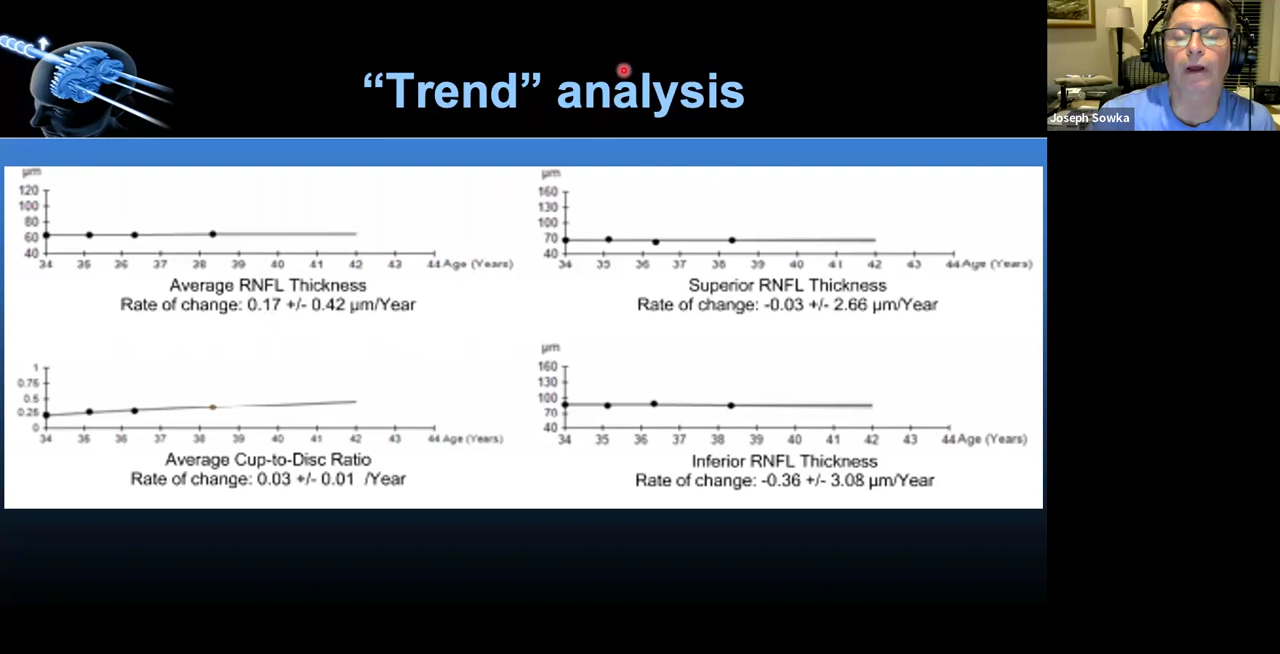 “Trend” analysis
Joseph Sowka
µm
120
100
80
60
40
34 35 36 37 38 39 40 41 42 43 44 Age (Years)
Average RNFL Thickness
Rate of change: 0.17 +/- 0.42 µm/Year
µm
160
130
100
70
40
34 35 36 37 38 39 40 41 42 43 44 Age (Years)
Superior RNFL Thickness
Rate of change: -0.03 +/- 2.66 µm/Year
1
0.75
0.5
0.25
0
34 35 36 37 38 39 40 41 42 43 44 Age (Years)
Average Cup-to-Disc Ratio
Rate of change: 0.03 +/- 0.01 /Year
µm
160
130
100
70
40
34 35 36 37 38 39 40 41 42 43 44 Age (Years)
Inferior RNFL Thickness
Rate of change: -0.36 +/- 3.08 µm/Year